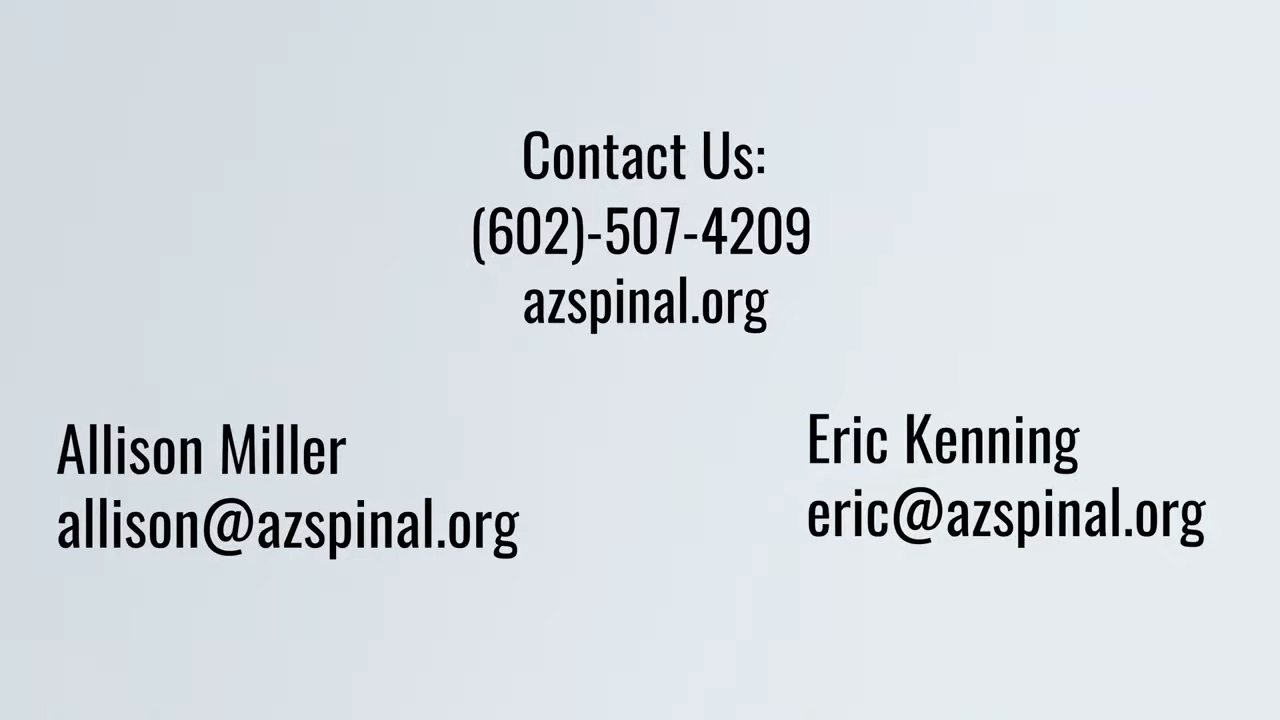 Contact Us:
(602)-507-4209
azspinal.org
Allison Miller
allison@azspinal.org
Eric Kenning
eric@azspinal.org